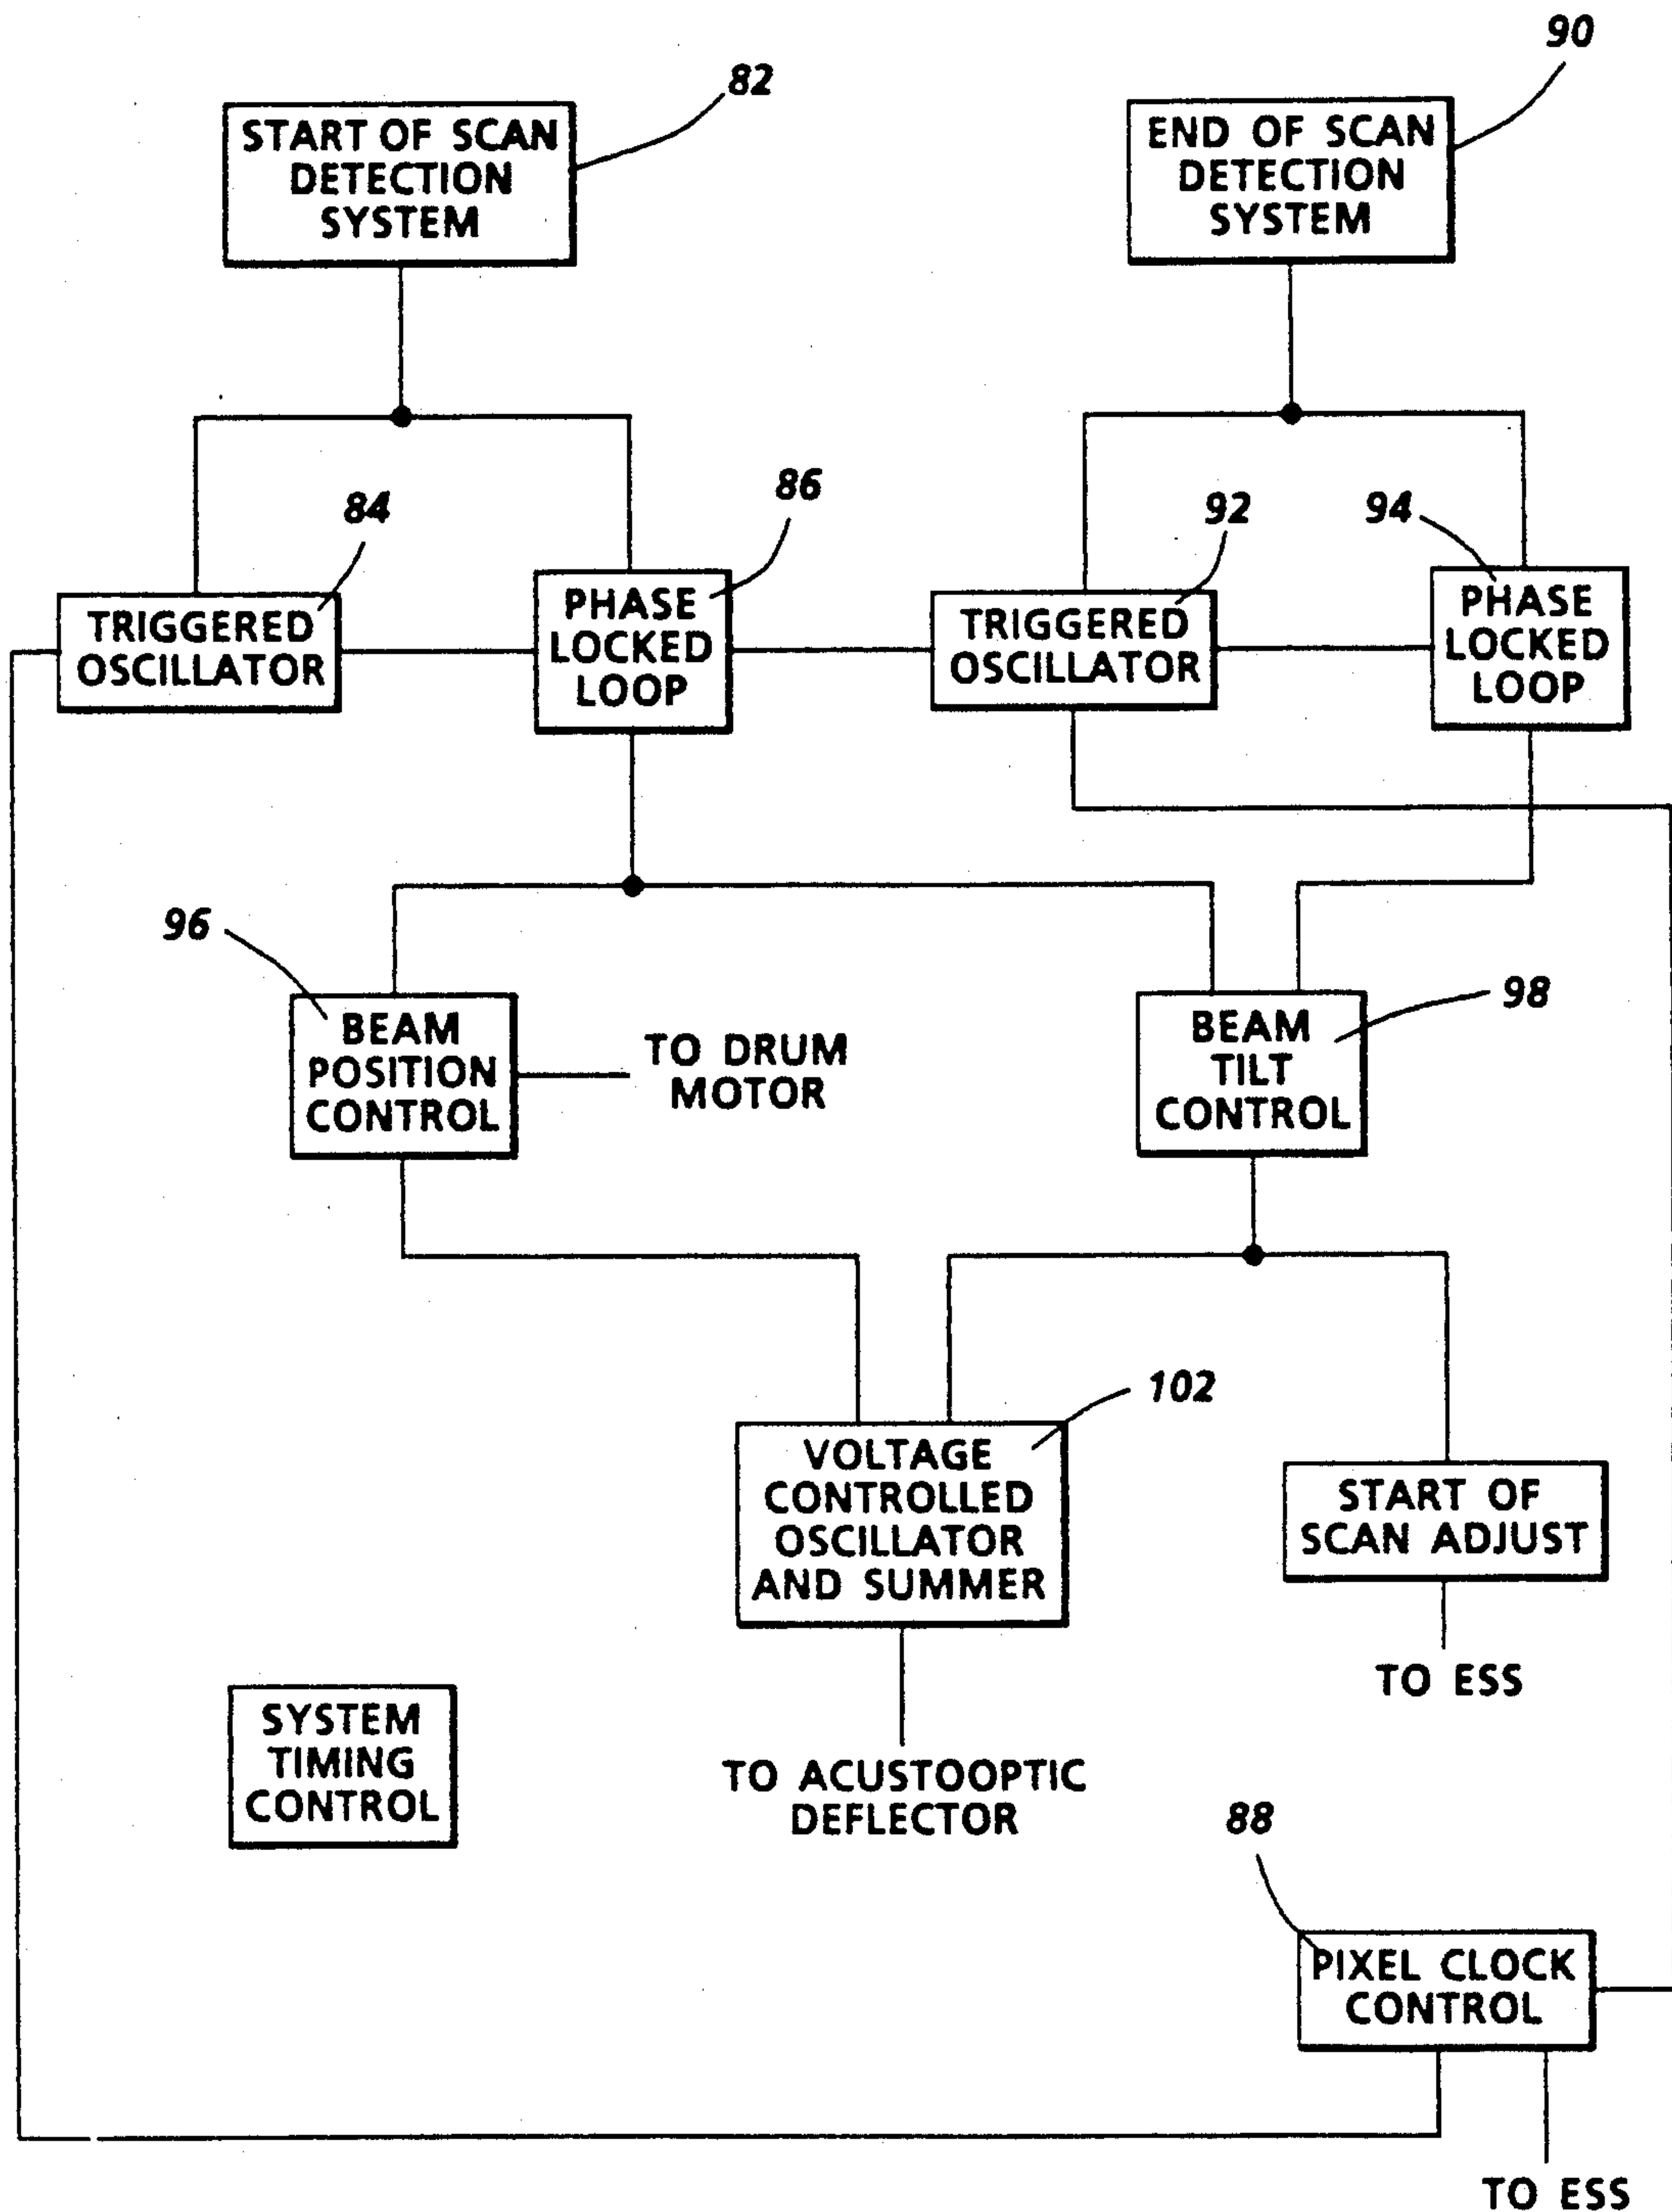 90
82
START OF SCAN
DETECTION
SYSTEM
END OF SCAN
DETECTION
SYSTEM
84
86
92
94
TRIGGERED
OSCILLATOR
PHASE
LOCKED
LOOP
TRIGGERED
OSCILLATOR
PHASE
LOCKED
LOOP
96
BEAM
POSITION
CONTROL
TO DRUM
MOTOR
BEAM
TILT
CONTROL
98
102
VOLTAGE
CONTROLLED
OSCILLATOR
AND SUMMER
START OF
SCAN ADJUST
TO ESS
SYSTEM
TIMING
CONTROL
TO ACUSTOOPTIC
DEFLECTOR
88
PIXEL CLOCK
CONTROL
TO ESS